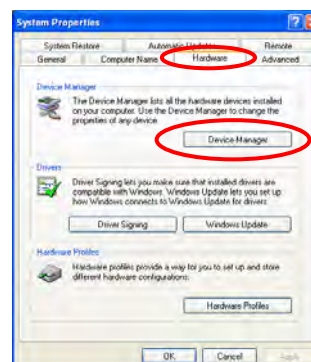 System Properties
System Restore Automatic Updates Remote
General Computer Name Hardware Advanced
Device Manager
The Device Manager lists all the hardware devices installed
on your computer. Use the Device Manager to change the
properties of any device.
Device Manager
Drivers
Driver Signing lets you make sure that installed drivers are
compatible with Windows. Windows Update lets you set up
how Windows connects to Windows Update for drivers.
Driver Signing Windows Update
Hardware Profiles
Hardware profiles provide a way for you to set up and store
different hardware configurations.
Hardware Profiles
OK Cancel Apply